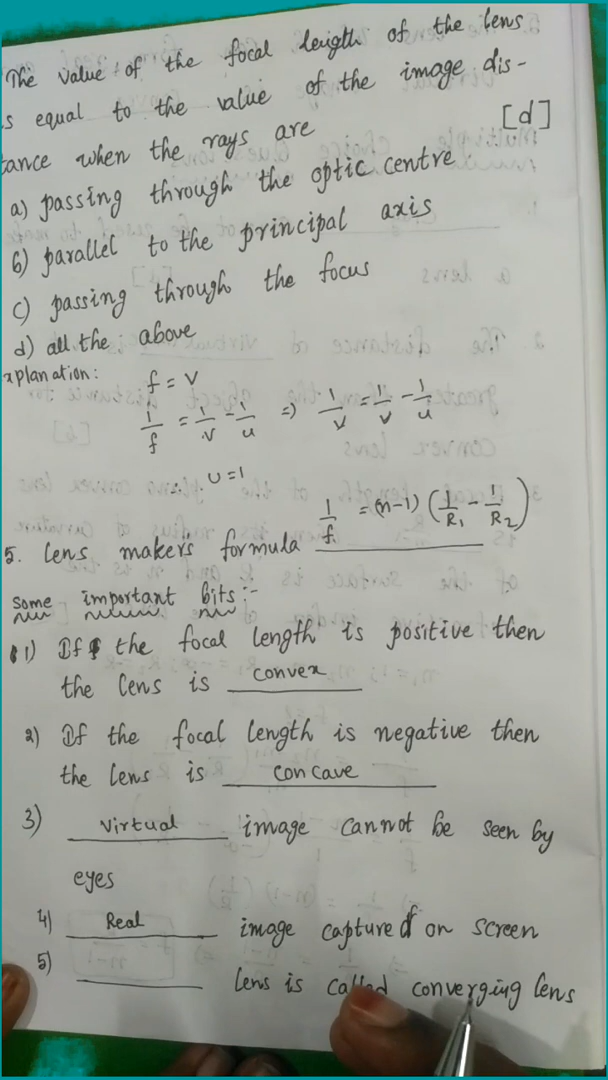 The value of the focal length of the lens
s equal to the value of the image dis-
tance when the rays are [d]
a) passing through the optic centre
b) parallel to the principal axis
c) passing through the focus
d) all the above
xplanation: f = v
1/f = 1/v - 1/u => 1/v = 1/v - 1/u
∴ u = 1
5. lens maker's formula 1/f = (n-1) (1/R₁ - 1/R₂)
some important bits:-
1) If the focal length is positive then
the lens is convex
2) If the focal length is negative then
the lens is concave
3) virtual image cannot be seen by
eyes
4) Real image captured on screen
5) ______ lens is called converging lens